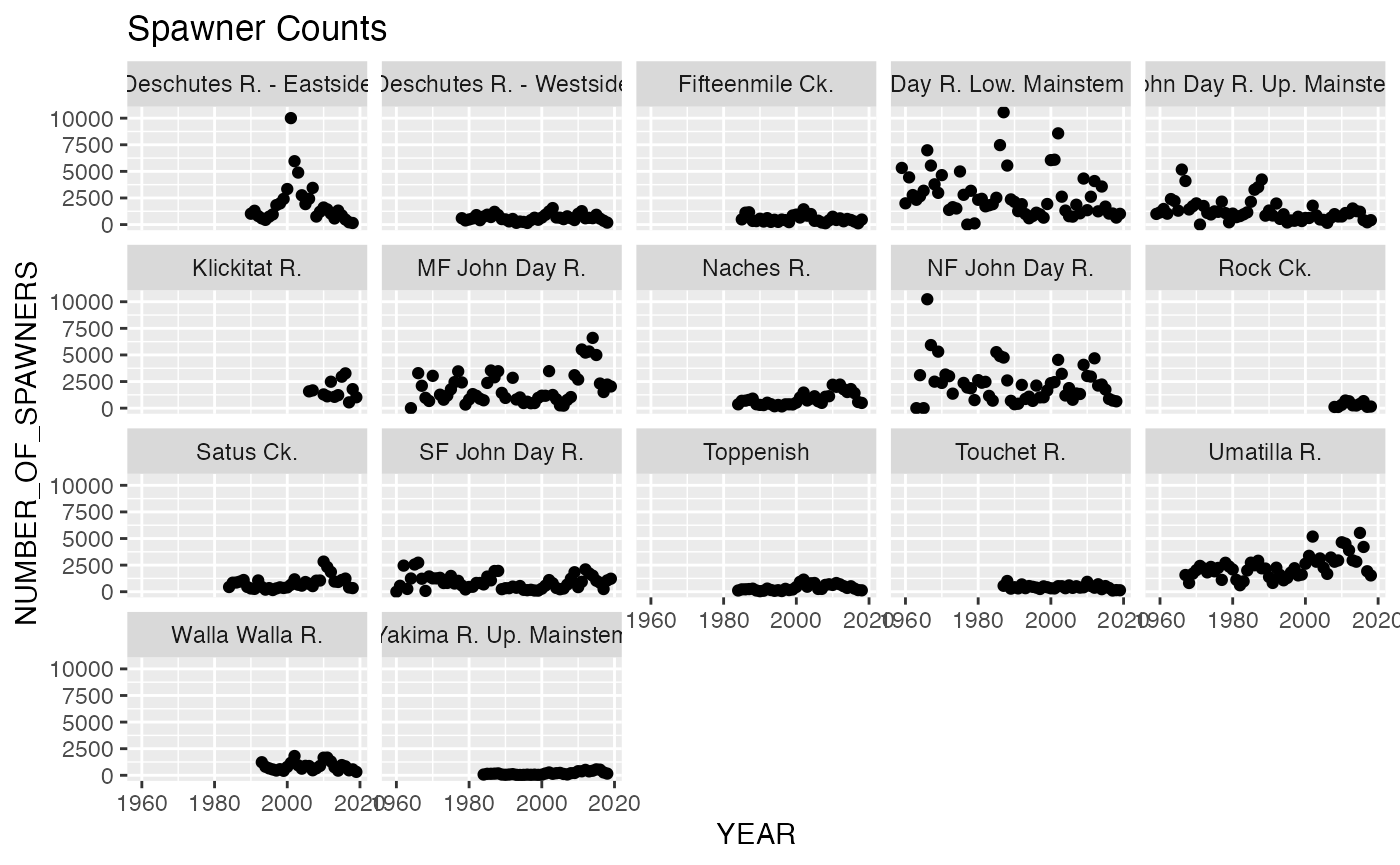 Spawner Counts
Deschutes R. - Eastside Deschutes R. - Westside Fifteenmile Ck. Day R. Low. Mainstem ohn Day R. Up. Mainste
10000
7500
5000
2500
0
Klickitat R. MF John Day R. Naches R. NF John Day R. Rock Ck.
10000
7500
5000
2500
0
Satus Ck. SF John Day R. Toppenish Touchet R. Umatilla R.
10000
7500
5000
2500
0
1960 1980 2000 2020 1960 1980 2000 2020 1960 1980 2000 2020
Walla Walla R. Yakima R. Up. Mainstem
10000
7500
5000
2500
0
1960 1980 2000 2020 1960 1980 2000 2020
YEAR
NUMBER_OF_SPAWNERS